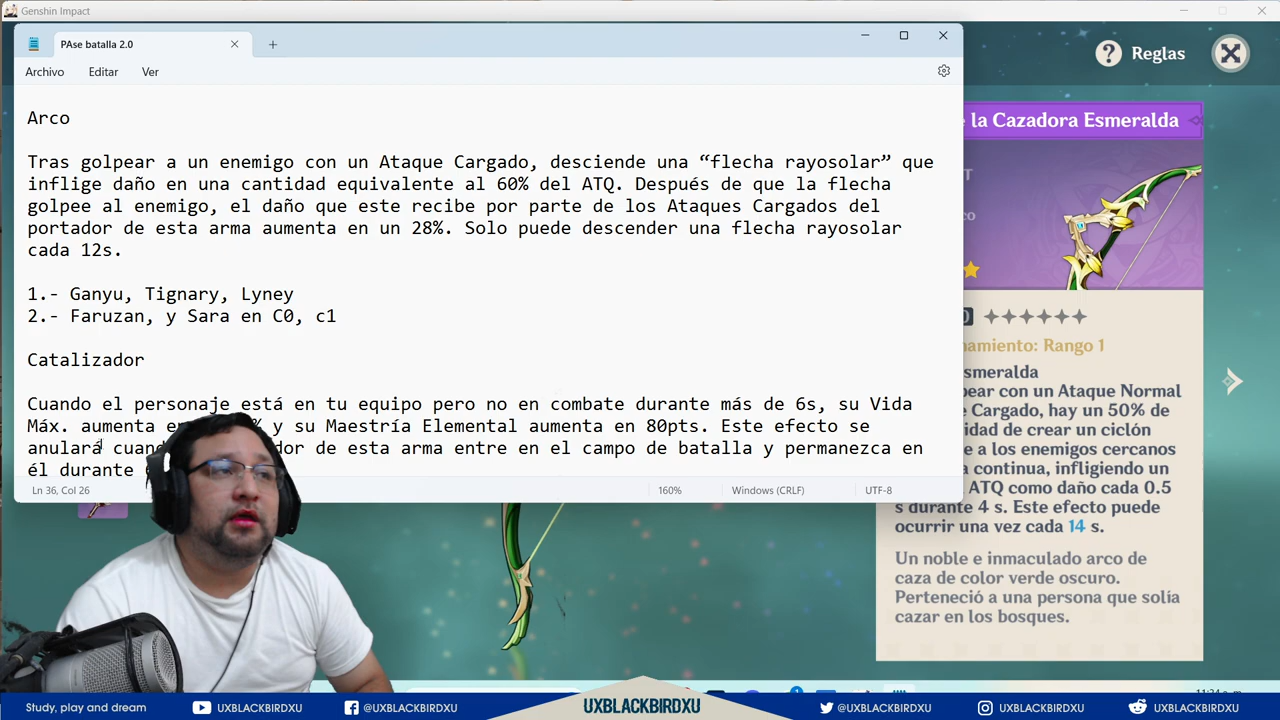 Genshin Impact
PAse batalla 2.0
Archivo Editar Ver
Reglas
la Cazadora Esmeralda
Arco
Tras golpear a un enemigo con un Ataque Cargado, desciende una “flecha rayosolar” que
inflige daño en una cantidad equivalente al 60% del ATQ. Después de que la flecha
golpee al enemigo, el daño que este recibe por parte de los Ataques Cargados del
portador de esta arma aumenta en un 28%. Solo puede descender una flecha rayosolar
cada 12s.
1.- Ganyu, Tignary, Lyney
2.- Faruzan, y Sara en C0, c1
Catalizador
Cuando el personaje está en tu equipo pero no en combate durante más de 6s, su Vida
Máx. aumenta y su Maestría Elemental aumenta en 80pts. Este efecto se
anulará de esta arma entre en el campo de batalla y permanezca en
él durante
Ln 36, Col 26 160% Windows (CRLF) UTF-8
Rango 1
con un Ataque Normal
Cargado, hay un 50% de
de crear un ciclón
a los enemigos cercanos
continua, infligiendo un
ATQ como daño cada 0.5
s durante 4 s. Este efecto puede
ocurrir una vez cada 14 s.
Un noble e inmaculado arco de
caza de color verde oscuro.
Perteneció a una persona que solía
cazar en los bosques.
Study, play and dream UXBLACKBIRDXU @UXBLACKBIRDXU UXBLACKBIRDXU @UXBLACKBIRDXU UXBLACKBIRDXU UXBLACKBIRDXU